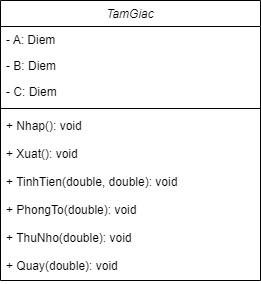 TamGiac
- A: Diem
- B: Diem
- C: Diem
+ Nhap(): void
+ Xuat(): void
+ TinhTien(double, double): void
+ PhongTo(double): void
+ ThuNho(double): void
+ Quay(double): void